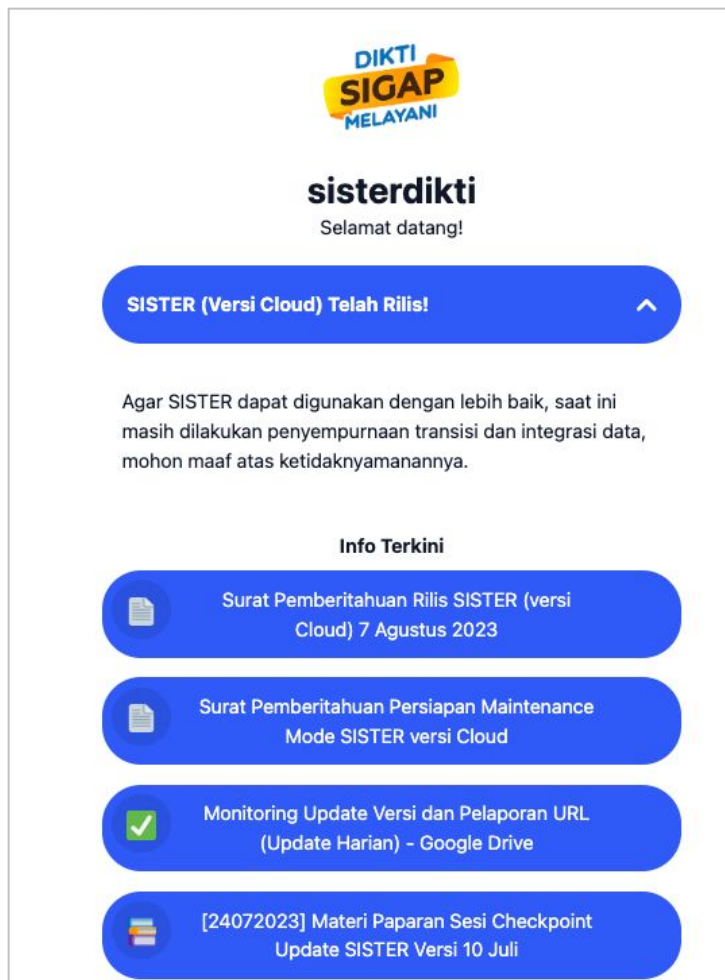 DIKTI
SIGAP
MELAYANI
sisterdikti
Selamat datang!
SISTER (Versi Cloud) Telah Rilis!
Agar SISTER dapat digunakan dengan lebih baik, saat ini
masih dilakukan penyempurnaan transisi dan integrasi data,
mohon maaf atas ketidaknyamanannya.
Info Terkini
Surat Pemberitahuan Rilis SISTER (versi
Cloud) 7 Agustus 2023
Surat Pemberitahuan Persiapan Maintenance
Mode SISTER versi Cloud
Monitoring Update Versi dan Pelaporan URL
(Update Harian) - Google Drive
[24072023] Materi Paparan Sesi Checkpoint
Update SISTER Versi 10 Juli